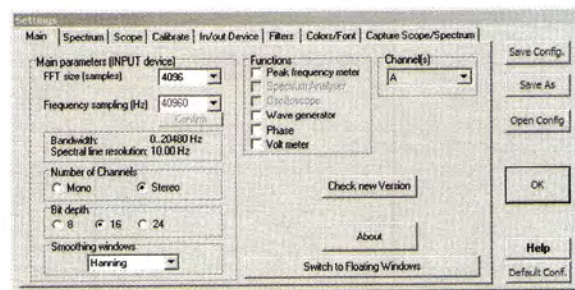 Settings
Main Spectrum Scope Calibrate In/out Device Filters Colors/Font Capture Scope/Spectrum
Main parameters (INPUT device)
FFT size (samples) 4096
Frequency sampling (Hz) 40960
Confirm
Bandwidth: 0..20480 Hz
Spectral line resolution: 10.00 Hz
Number of Channels
Mono Stereo
Bit depth
8 16 24
Smoothing windows
Hanning
Functions
Peak frequency meter
Spectrum Analyser
Oscilloscope
Wave generator
Phase
Volt meter
Channel(s)
A
Check new Version
About
Switch to Floating Windows
Save Config.
Save As
Open Config
OK
Help
Default Conf.